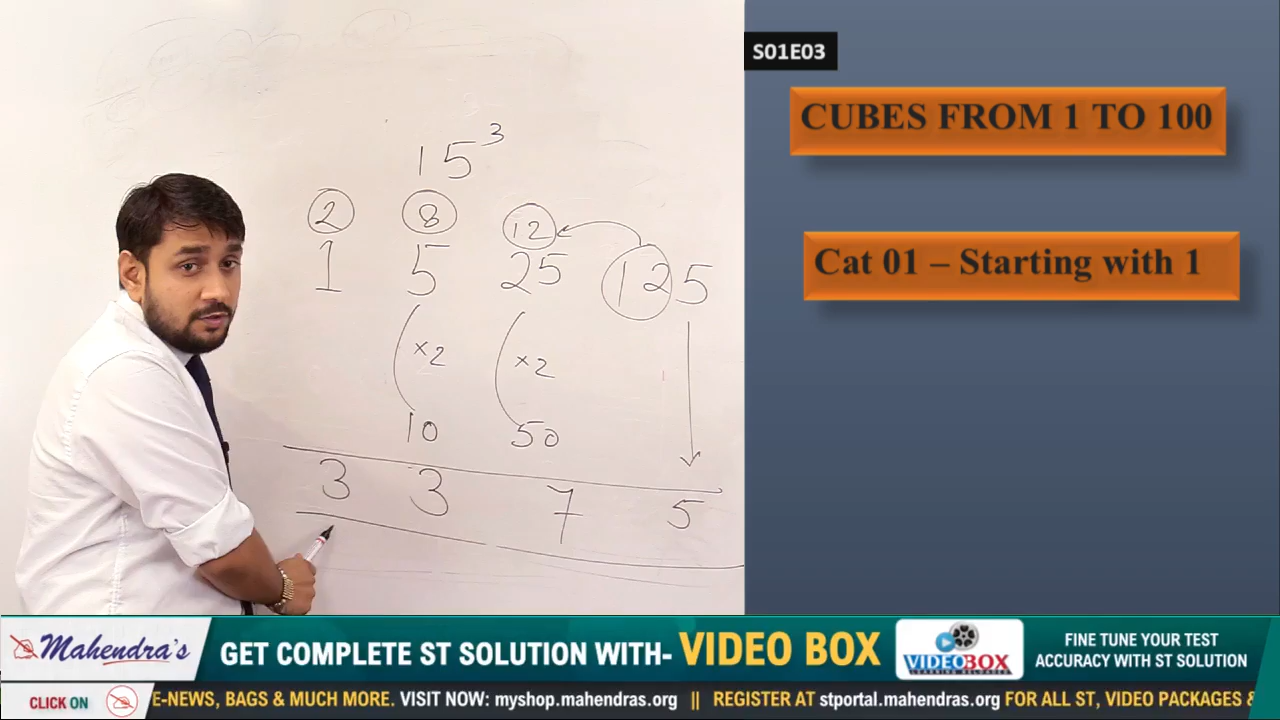 S01E03
CUBES FROM 1 TO 100
Cat 01 – Starting with 1
15³
2 8 12
1 5 25 125
×2 ×2
10 50
3 3 7 5
Mahendra's
GET COMPLETE ST SOLUTION WITH- VIDEO BOX
VIDEOBOX
LEARNING RELOADED
FINE TUNE YOUR TEST
ACCURACY WITH ST SOLUTION
CLICK ON
E-NEWS, BAGS & MUCH MORE. VISIT NOW: myshop.mahendras.org || REGISTER AT stportal.mahendras.org FOR ALL ST, VIDEO PACKAGES &